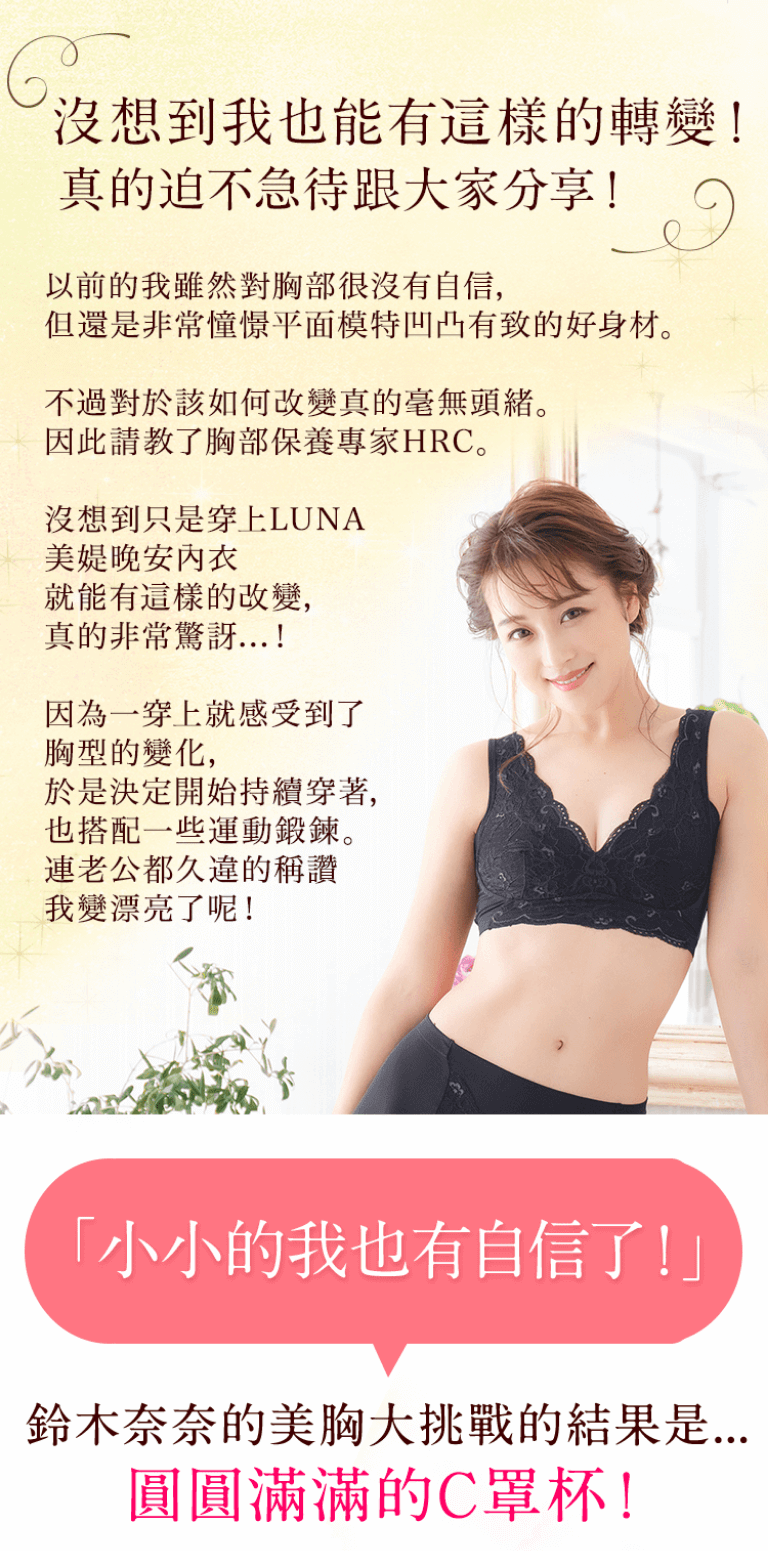 沒想到我也能有這樣的轉變!
真的迫不急待跟大家分享!
以前的我雖然對胸部很沒有自信,
但還是非常憧憬平面模特凹凸有致的好身材。
不過對於該如何改變真的毫無頭緒。
因此請教了胸部保養專家HRC。
沒想到只是穿上LUNA
美媞晚安內衣
就能有這樣的改變,
真的非常驚訝...!
因為一穿上就感受到了
胸型的變化,
於是決定開始持續穿著,
也搭配一些運動鍛鍊。
連老公都久違的稱讚
我變漂亮了呢!
「小小的我也有自信了!」
鈴木奈奈的美胸大挑戰的結果是...
圓圓滿滿的C罩杯!